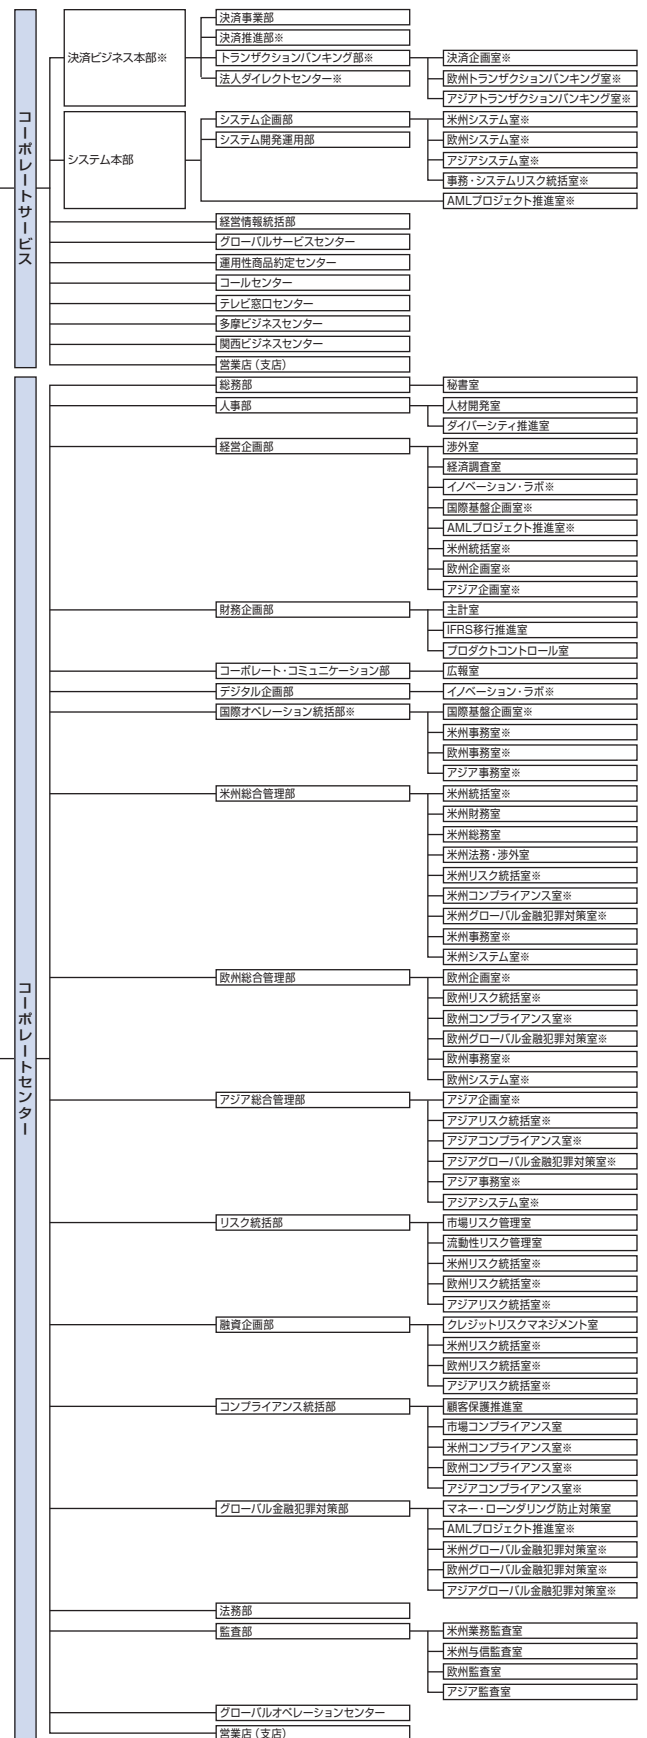 コーポレートサービス
決済ビジネス本部※
決済事業部
決済推進部※
トランザクションバンキング部※
決済企画室※
欧州トランザクションバンキング室※
アジアトランザクションバンキング室※
法人ダイレクトセンター※
システム本部
システム企画部
米州システム室※
欧州システム室※
アジアシステム室※
事務・システムリスク統括室※
システム開発運用部
AMLプロジェクト推進室※
経営情報統括部
グローバルサービスセンター
運用性商品約定センター
コールセンター
テレビ窓口センター
多摩ビジネスセンター
関西ビジネスセンター
営業店（支店）
コーポレートセンター
総務部
秘書室
人事部
人材開発室
ダイバーシティ推進室
経営企画部
渉外室
経済調査室
イノベーション・ラボ※
国際基盤企画室※
AMLプロジェクト推進室※
米州統括室※
欧州企画室※
アジア企画室※
財務企画部
主計室
IFRS移行推進室
プロダクトコントロール室
コーポレート・コミュニケーション部
広報室
デジタル企画部
イノベーション・ラボ※
国際オペレーション統括部※
国際基盤企画室※
米州事務室※
欧州事務室※
アジア事務室※
米州総合管理部
米州統括室※
米州財務室
米州総務室
米州法務・渉外室
米州リスク統括室※
米州コンプライアンス室※
米州グローバル金融犯罪対策室※
米州事務室※
米州システム室※
欧州総合管理部
欧州企画室※
欧州リスク統括室※
欧州コンプライアンス室※
欧州グローバル金融犯罪対策室※
欧州事務室※
欧州システム室※
アジア総合管理部
アジア企画室※
アジアリスク統括室※
アジアコンプライアンス室※
アジアグローバル金融犯罪対策室※
アジア事務室※
アジアシステム室※
リスク統括部
市場リスク管理室
流動性リスク管理室
米州リスク統括室※
欧州リスク統括室※
アジアリスク統括室※
融資企画部
クレジットリスクマネジメント室
米州リスク統括室※
欧州リスク統括室※
アジアリスク統括室※
コンプライアンス統括部
顧客保護推進室
市場コンプライアンス室
米州コンプライアンス室※
欧州コンプライアンス室※
アジアコンプライアンス室※
グローバル金融犯罪対策部
マネー・ローンダリング防止対策室
AMLプロジェクト推進室※
米州グローバル金融犯罪対策室※
欧州グローバル金融犯罪対策室※
アジアグローバル金融犯罪対策室※
法務部
監査部
米州業務監査室
米州与信監査室
欧州監査室
アジア監査室
グローバルオペレーションセンター
営業店（支店）